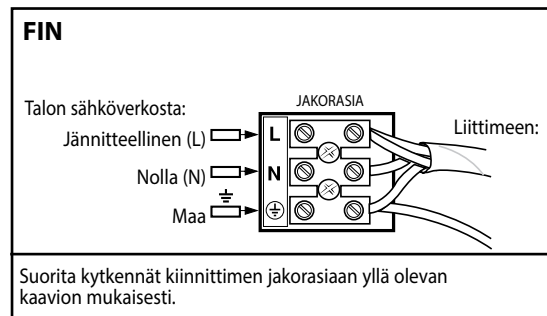 FIN
JAKORASIA
Talon sähköverkosta:
Jännitteellinen (L)
L
Liittimeen:
Nolla (N)
N
Maa
Suorita kytkennät kiinnittimen jakorasiaan yllä olevan
kaavion mukaisesti.